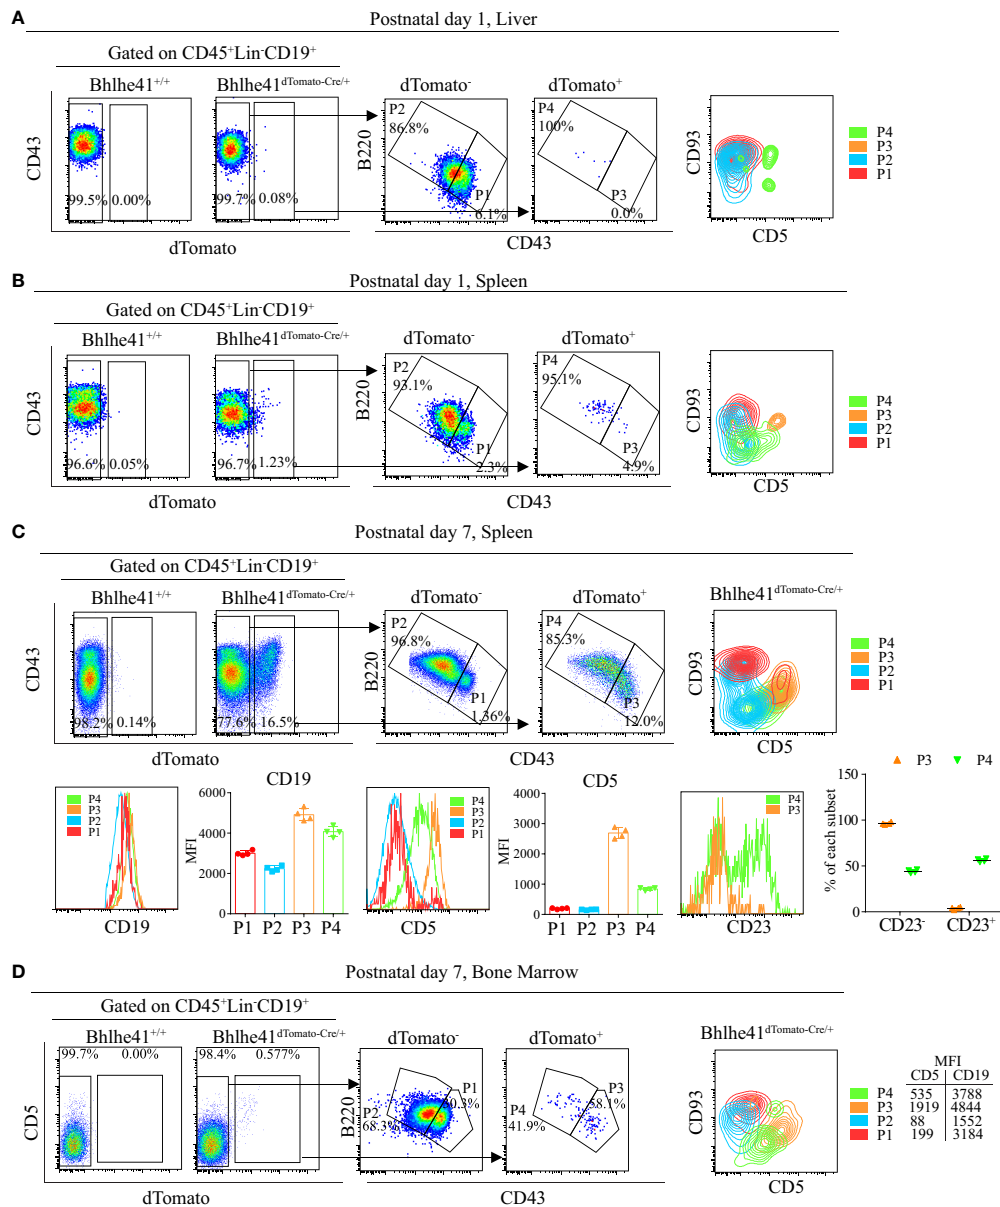 A
Postnatal day 1, Liver
Gated on CD45⁺Lin⁻CD19⁺
Bhlhe41⁺/⁺
Bhlhe41ᵈᵀᵒᵐᵃᵗᵒ⁻ᶜʳᵉ/⁺
dTomato⁻
dTomato⁺
CD43
99.5%
0.00%
99.7%
0.08%
dTomato
B220
P2
86.8%
P1
6.1%
P4
100%
P3
0.0%
CD43
CD93
CD5
P4
P3
P2
P1
B
Postnatal day 1, Spleen
Gated on CD45⁺Lin⁻CD19⁺
Bhlhe41⁺/⁺
Bhlhe41ᵈᵀᵒᵐᵃᵗᵒ⁻ᶜʳᵉ/⁺
dTomato⁻
dTomato⁺
CD43
96.6%
0.05%
96.7%
1.23%
dTomato
B220
P2
93.1%
P1
2.3%
P4
95.1%
P3
4.9%
CD43
CD93
CD5
P4
P3
P2
P1
C
Postnatal day 7, Spleen
Gated on CD45⁺Lin⁻CD19⁺
Bhlhe41⁺/⁺
Bhlhe41ᵈᵀᵒᵐᵃᵗᵒ⁻ᶜʳᵉ/⁺
dTomato⁻
dTomato⁺
Bhlhe41ᵈᵀᵒᵐᵃᵗᵒ⁻ᶜʳᵉ/⁺
CD43
98.2%
0.14%
77.6%
16.5%
dTomato
B220
P2
96.8%
P1
1.36%
P4
85.3%
P3
12.0%
CD43
CD93
CD5
P4
P3
P2
P1
P4
P3
P2
P1
CD19
CD19
MFI
6000
4000
2000
0
P1 P2 P3 P4
P4
P3
P2
P1
CD5
CD5
MFI
4000
3000
2000
1000
0
P1 P2 P3 P4
P4
P3
CD23
P3 P4
% of each subset
150
100
50
0
CD23⁻ CD23⁺
D
Postnatal day 7, Bone Marrow
Gated on CD45⁺Lin⁻CD19⁺
Bhlhe41⁺/⁺
Bhlhe41ᵈᵀᵒᵐᵃᵗᵒ⁻ᶜʳᵉ/⁺
dTomato⁻
dTomato⁺
Bhlhe41ᵈᵀᵒᵐᵃᵗᵒ⁻ᶜʳᵉ/⁺
99.7%
0.00%
98.4%
0.577%
CD5
dTomato
B220
P1
P2
68.3%
P3
58.1%
P4
41.9%
CD43
CD93
CD5
MFI
CD5 CD19
P4 535 3788
P3 1919 4844
P2 88 1552
P1 199 3184